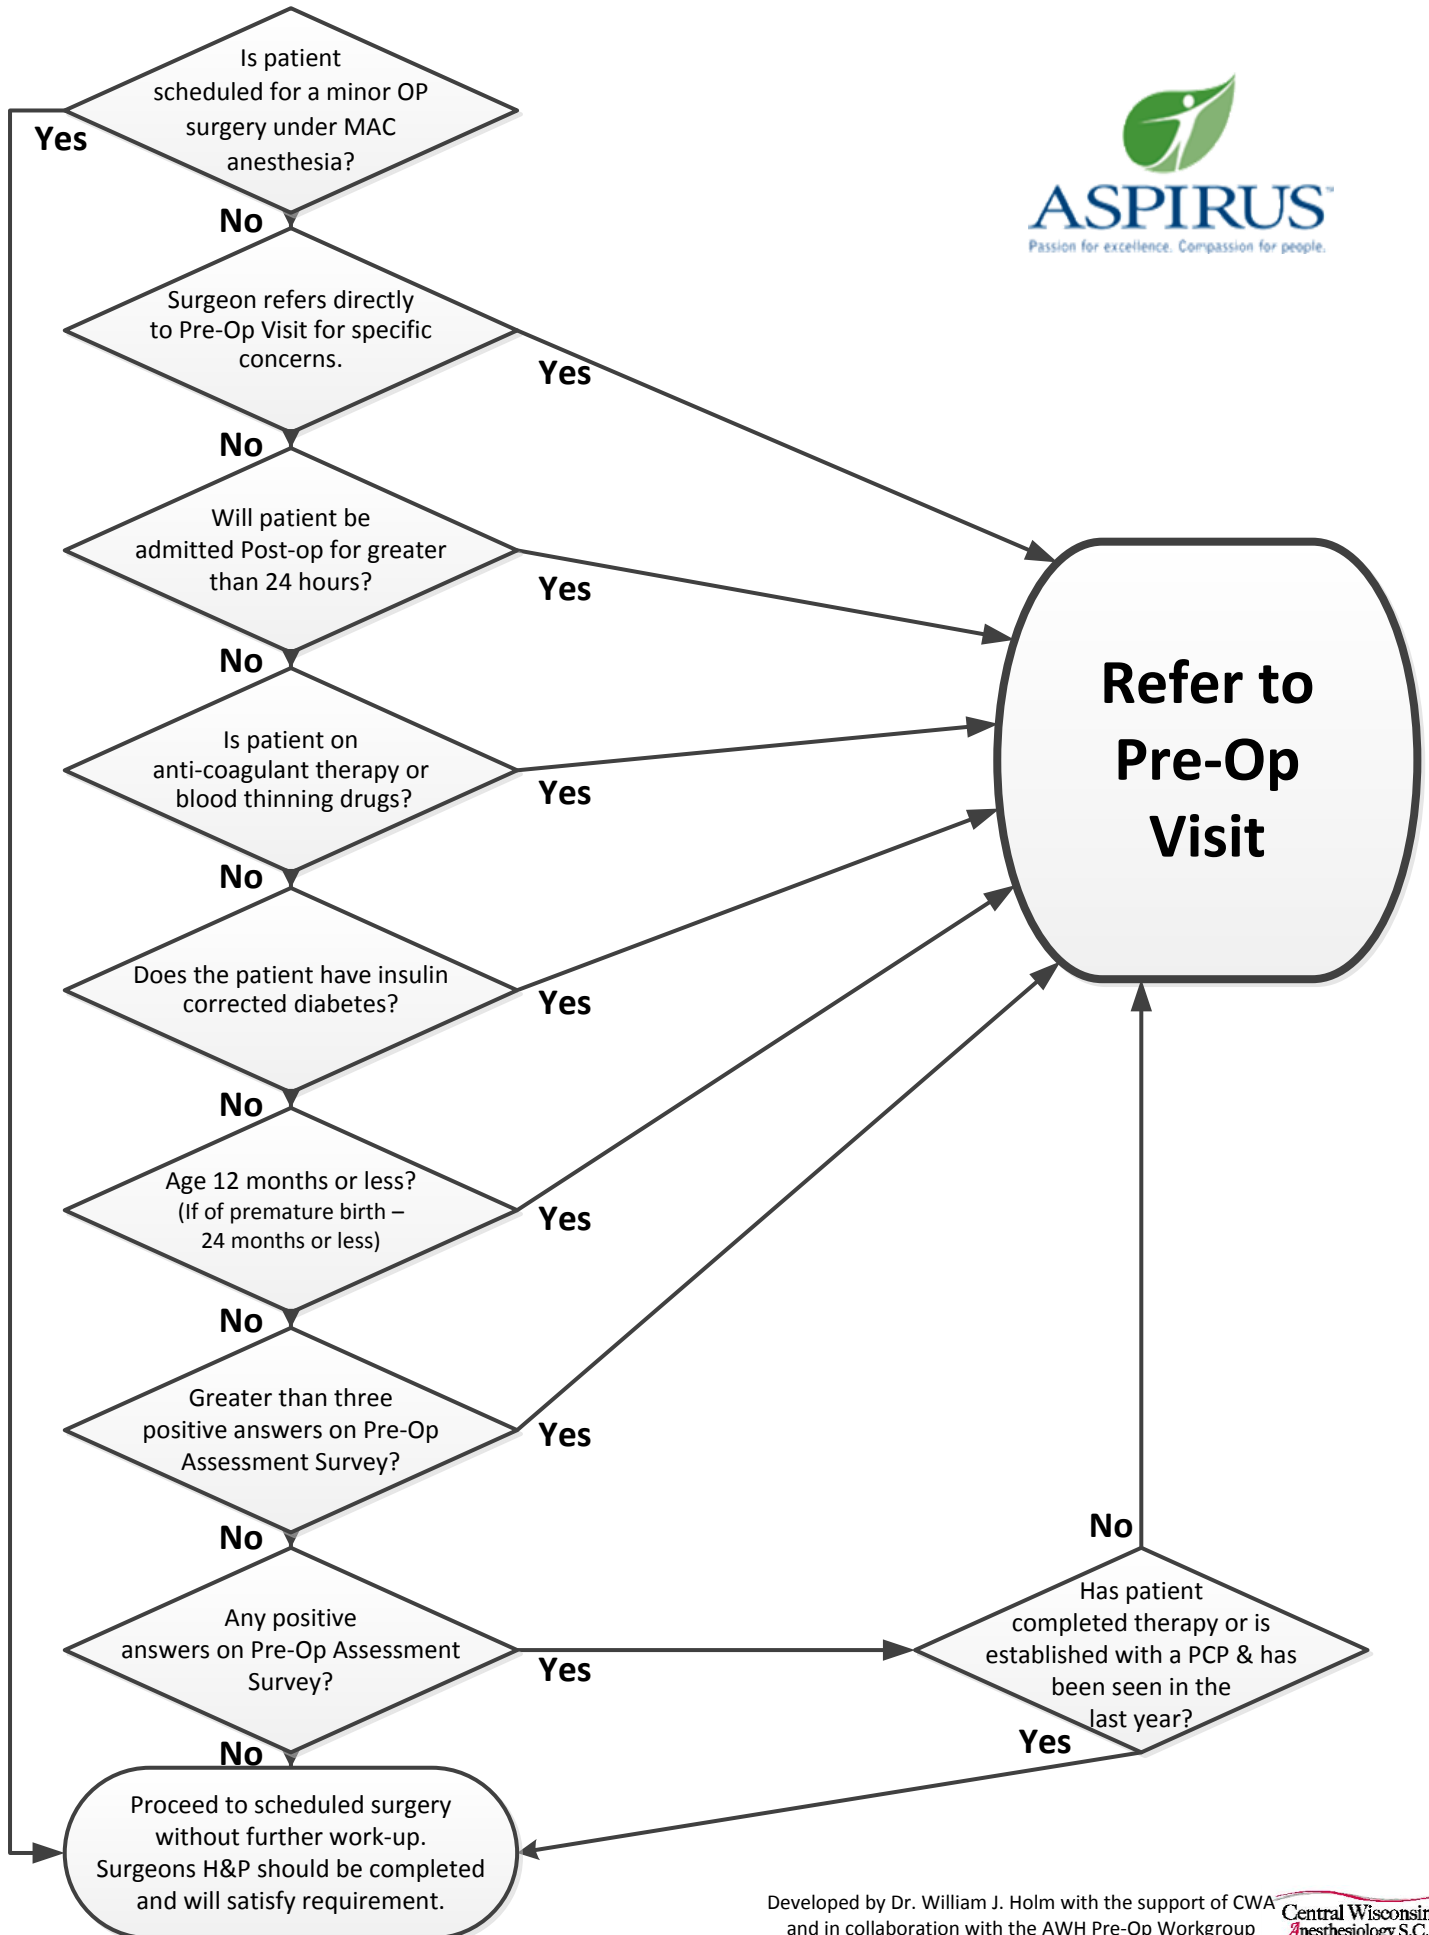 Is patient
scheduled for a minor OP
surgery under MAC
anesthesia?
Yes
No
ASPIRUS™
Passion for excellence. Compassion for people.
Surgeon refers directly
to Pre-Op Visit for specific
concerns.
Yes
No
Will patient be
admitted Post-op for greater
than 24 hours?
Yes
No
Is patient on
anti-coagulant therapy or
blood thinning drugs?
Yes
No
Refer to
Pre-Op
Visit
Does the patient have insulin
corrected diabetes?
Yes
No
Age 12 months or less?
(If of premature birth –
24 months or less)
Yes
No
Greater than three
positive answers on Pre-Op
Assessment Survey?
Yes
No
Any positive
answers on Pre-Op Assessment
Survey?
Yes
No
No
Has patient
completed therapy or is
established with a PCP & has
been seen in the
last year?
Yes
Proceed to scheduled surgery
without further work-up.
Surgeons H&P should be completed
and will satisfy requirement.
Developed by Dr. William J. Holm with the support of CWA
and in collaboration with the AWH Pre-Op Workgroup
Central Wisconsin
Anesthesiology S.C.